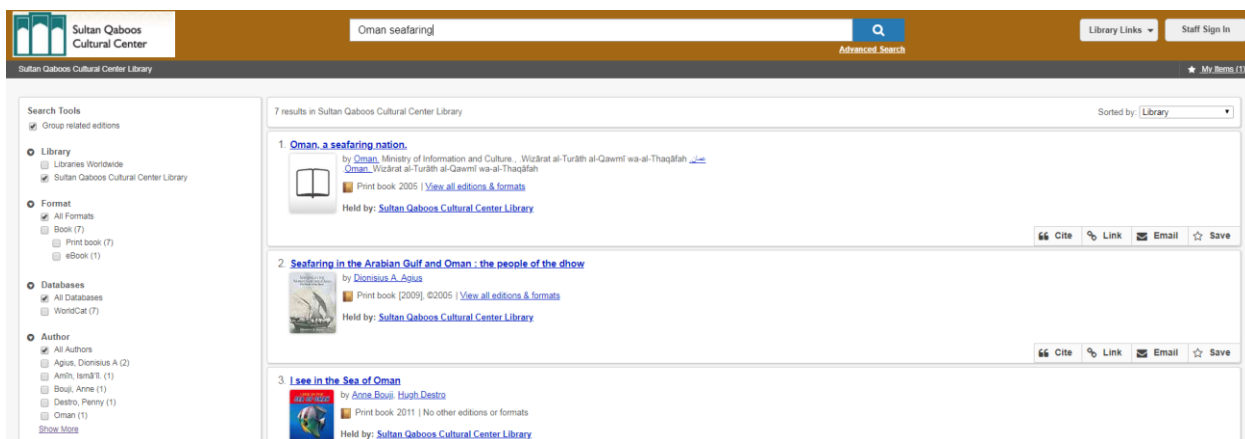 Sultan Qaboos
Cultural Center
Oman seafaring
Advanced Search
Library Links
Staff Sign In
Sultan Qaboos Cultural Center Library
My Items (1)
Search Tools
Group related editions
Library
Libraries Worldwide
Sultan Qaboos Cultural Center Library
Format
All Formats
Book (7)
Print book (7)
eBook (1)
Databases
All Databases
WorldCat (7)
Author
All Authors
Agius, Dionisius A (2)
Amīn, Ismāʻīl. (1)
Bouji, Anne (1)
Destro, Penny (1)
Oman (1)
Show More
7 results in Sultan Qaboos Cultural Center Library
Sorted by: Library
1. Oman, a seafaring nation.
by Oman. Ministry of Information and Culture., .Wizārat al-Turāth al-Qawmī wa-al-Thaqāfah عمان.
Oman. Wizārat al-Turāth al-Qawmī wa-al-Thaqāfah
Print book 2005 | View all editions & formats
Held by: Sultan Qaboos Cultural Center Library
Cite Link Email Save
2. Seafaring in the Arabian Gulf and Oman : the people of the dhow
by Dionisius A. Agius
Print book [2009], ©2005 | View all editions & formats
Held by: Sultan Qaboos Cultural Center Library
Cite Link Email Save
3. I see in the Sea of Oman
by Anne Bouji, Hugh Destro
Print book 2011 | No other editions or formats
Held by: Sultan Qaboos Cultural Center Library